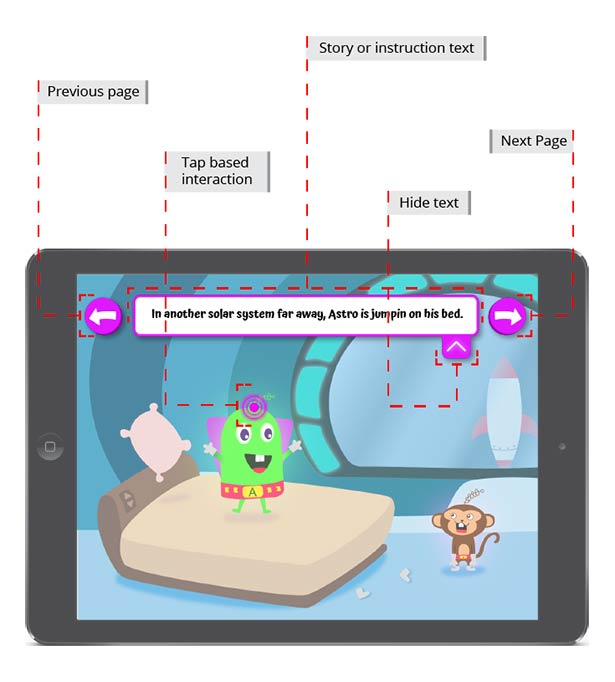 Story or instruction text
Previous page
Next Page
Tap based
interaction
Hide text
In another solar system far away, Astro is jumpin on his bed.
A